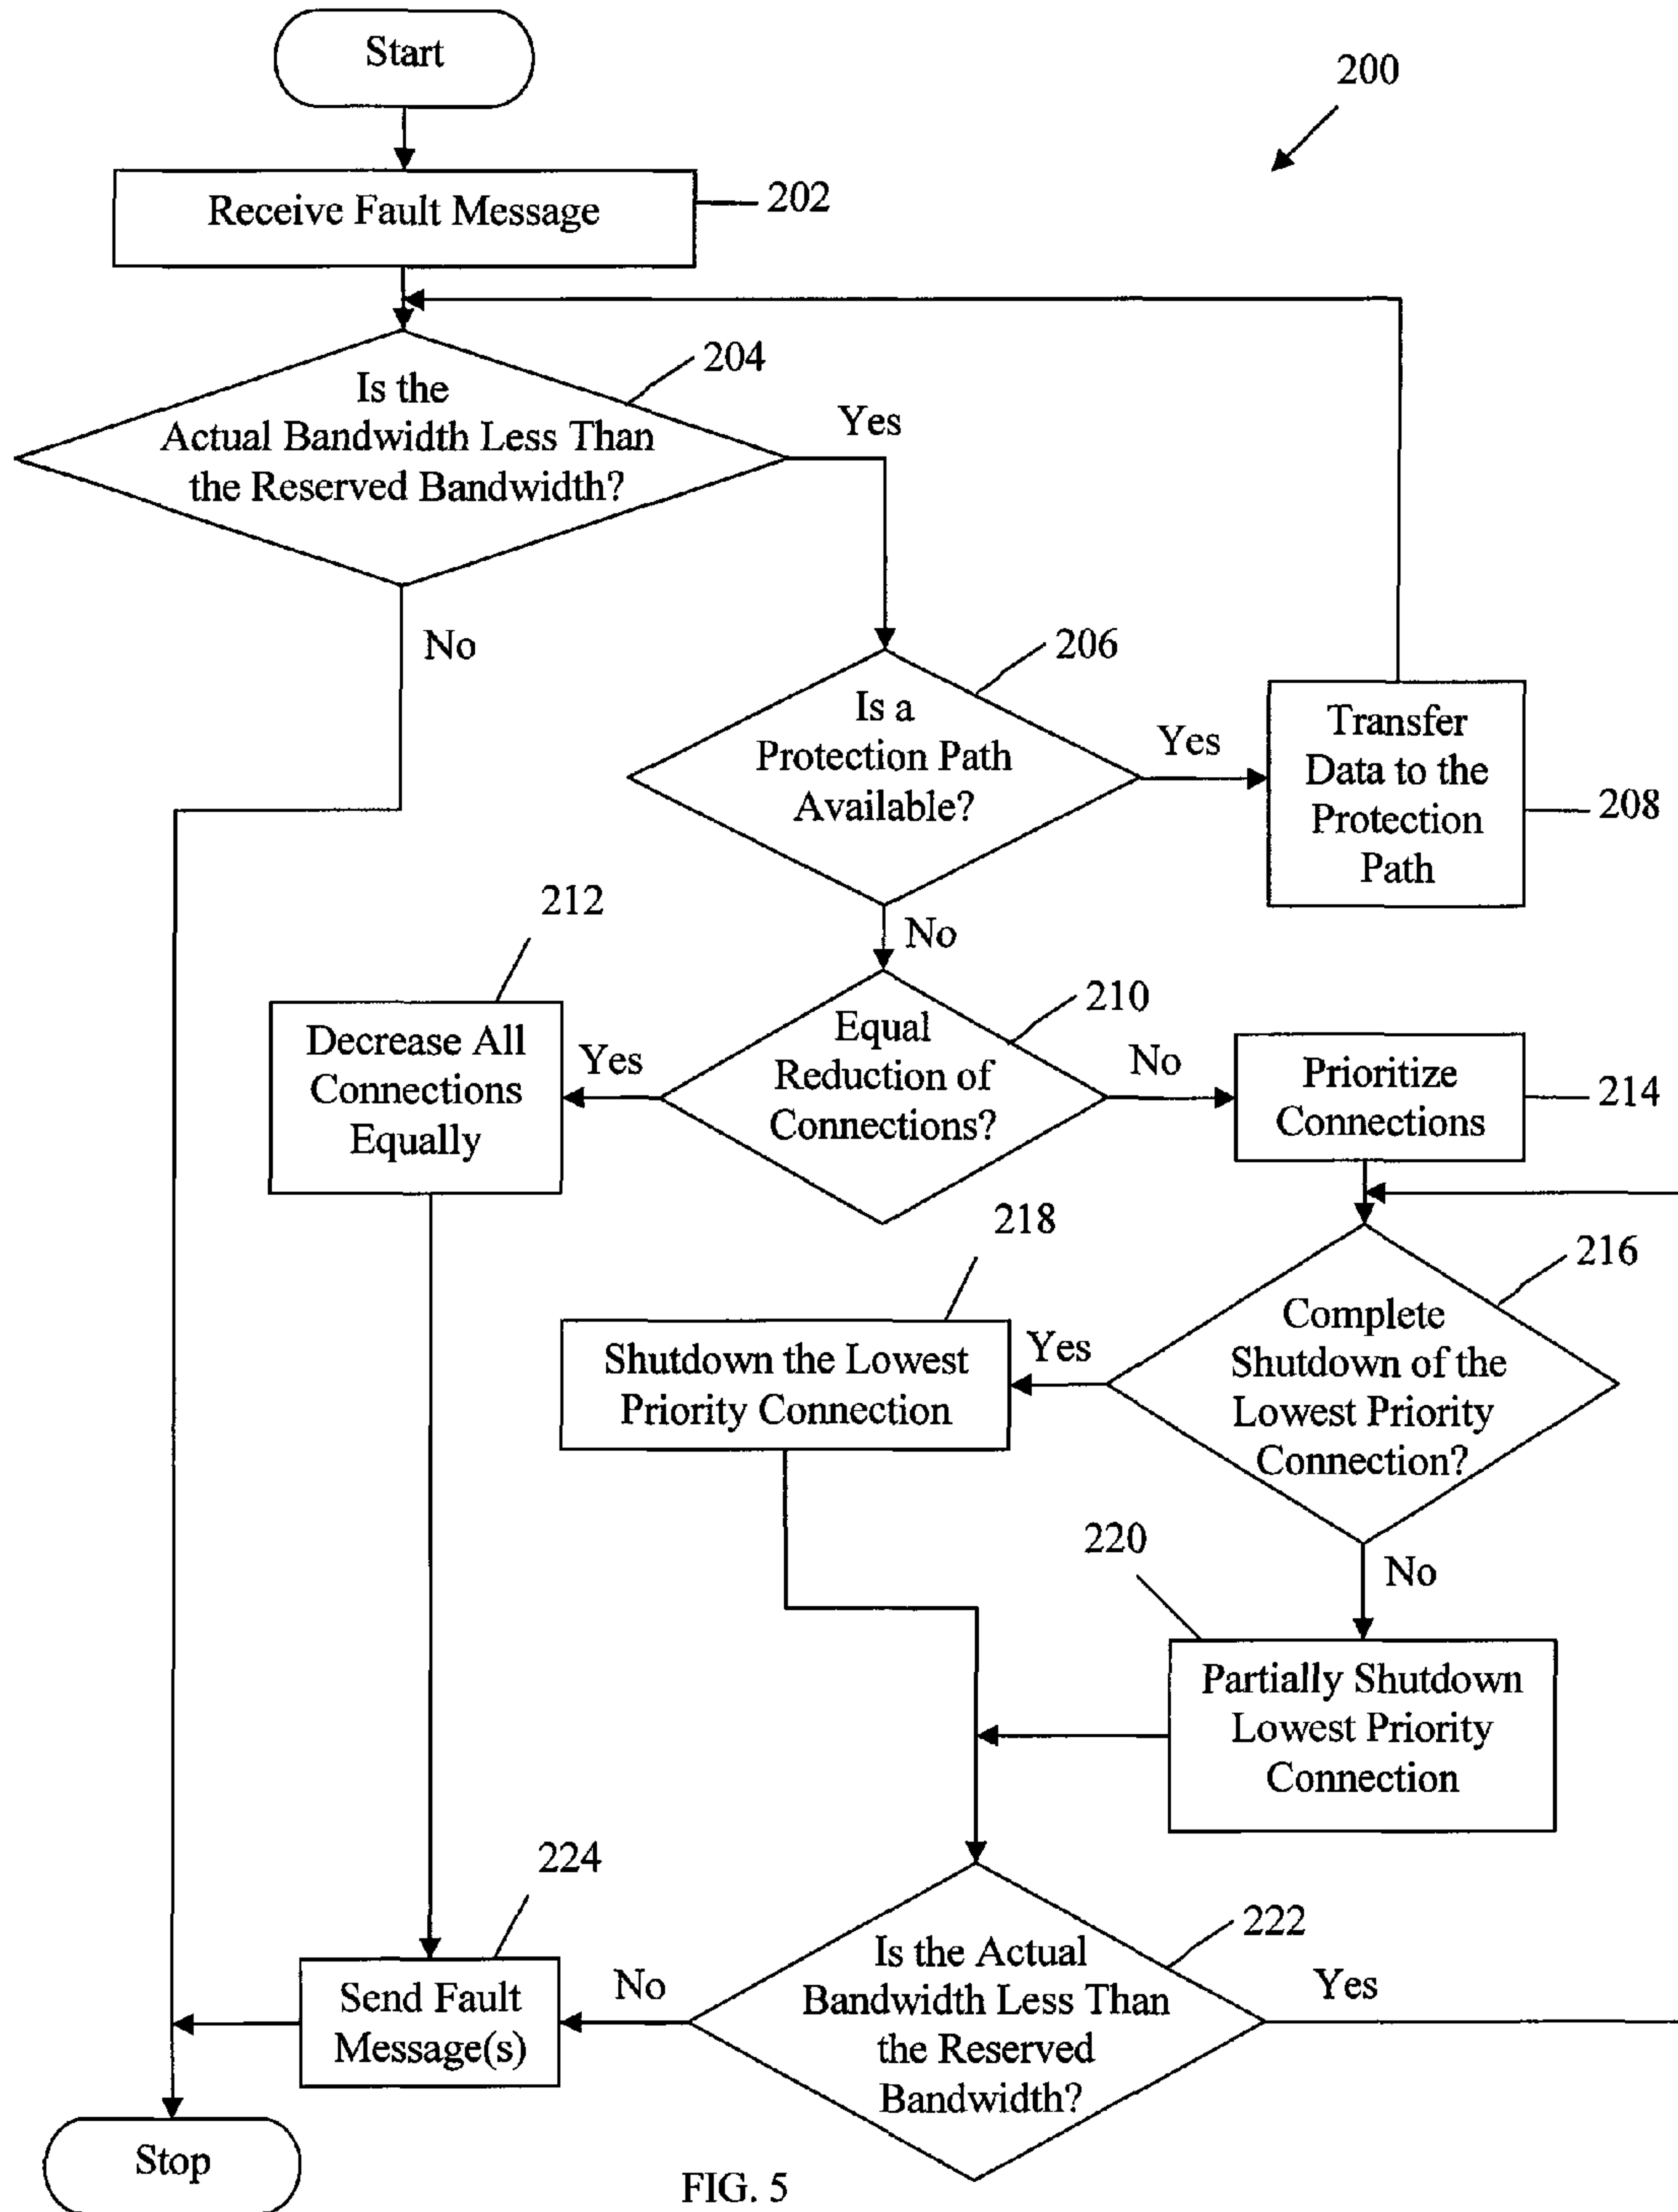 Start
200
Receive Fault Message
202
Is the
Actual Bandwidth Less Than
the Reserved Bandwidth?
204
Yes
No
206
Is a
Protection Path
Available?
Yes
Transfer
Data to the
Protection
Path
208
No
212
Decrease All
Connections
Equally
Yes
Equal
Reduction of
Connections?
210
No
Prioritize
Connections
214
218
216
Shutdown the Lowest
Priority Connection
Yes
Complete
Shutdown of the
Lowest Priority
Connection?
220
No
Partially Shutdown
Lowest Priority
Connection
224
222
Send Fault
Message(s)
No
Is the Actual
Bandwidth Less Than
the Reserved
Bandwidth?
Yes
Stop
FIG. 5